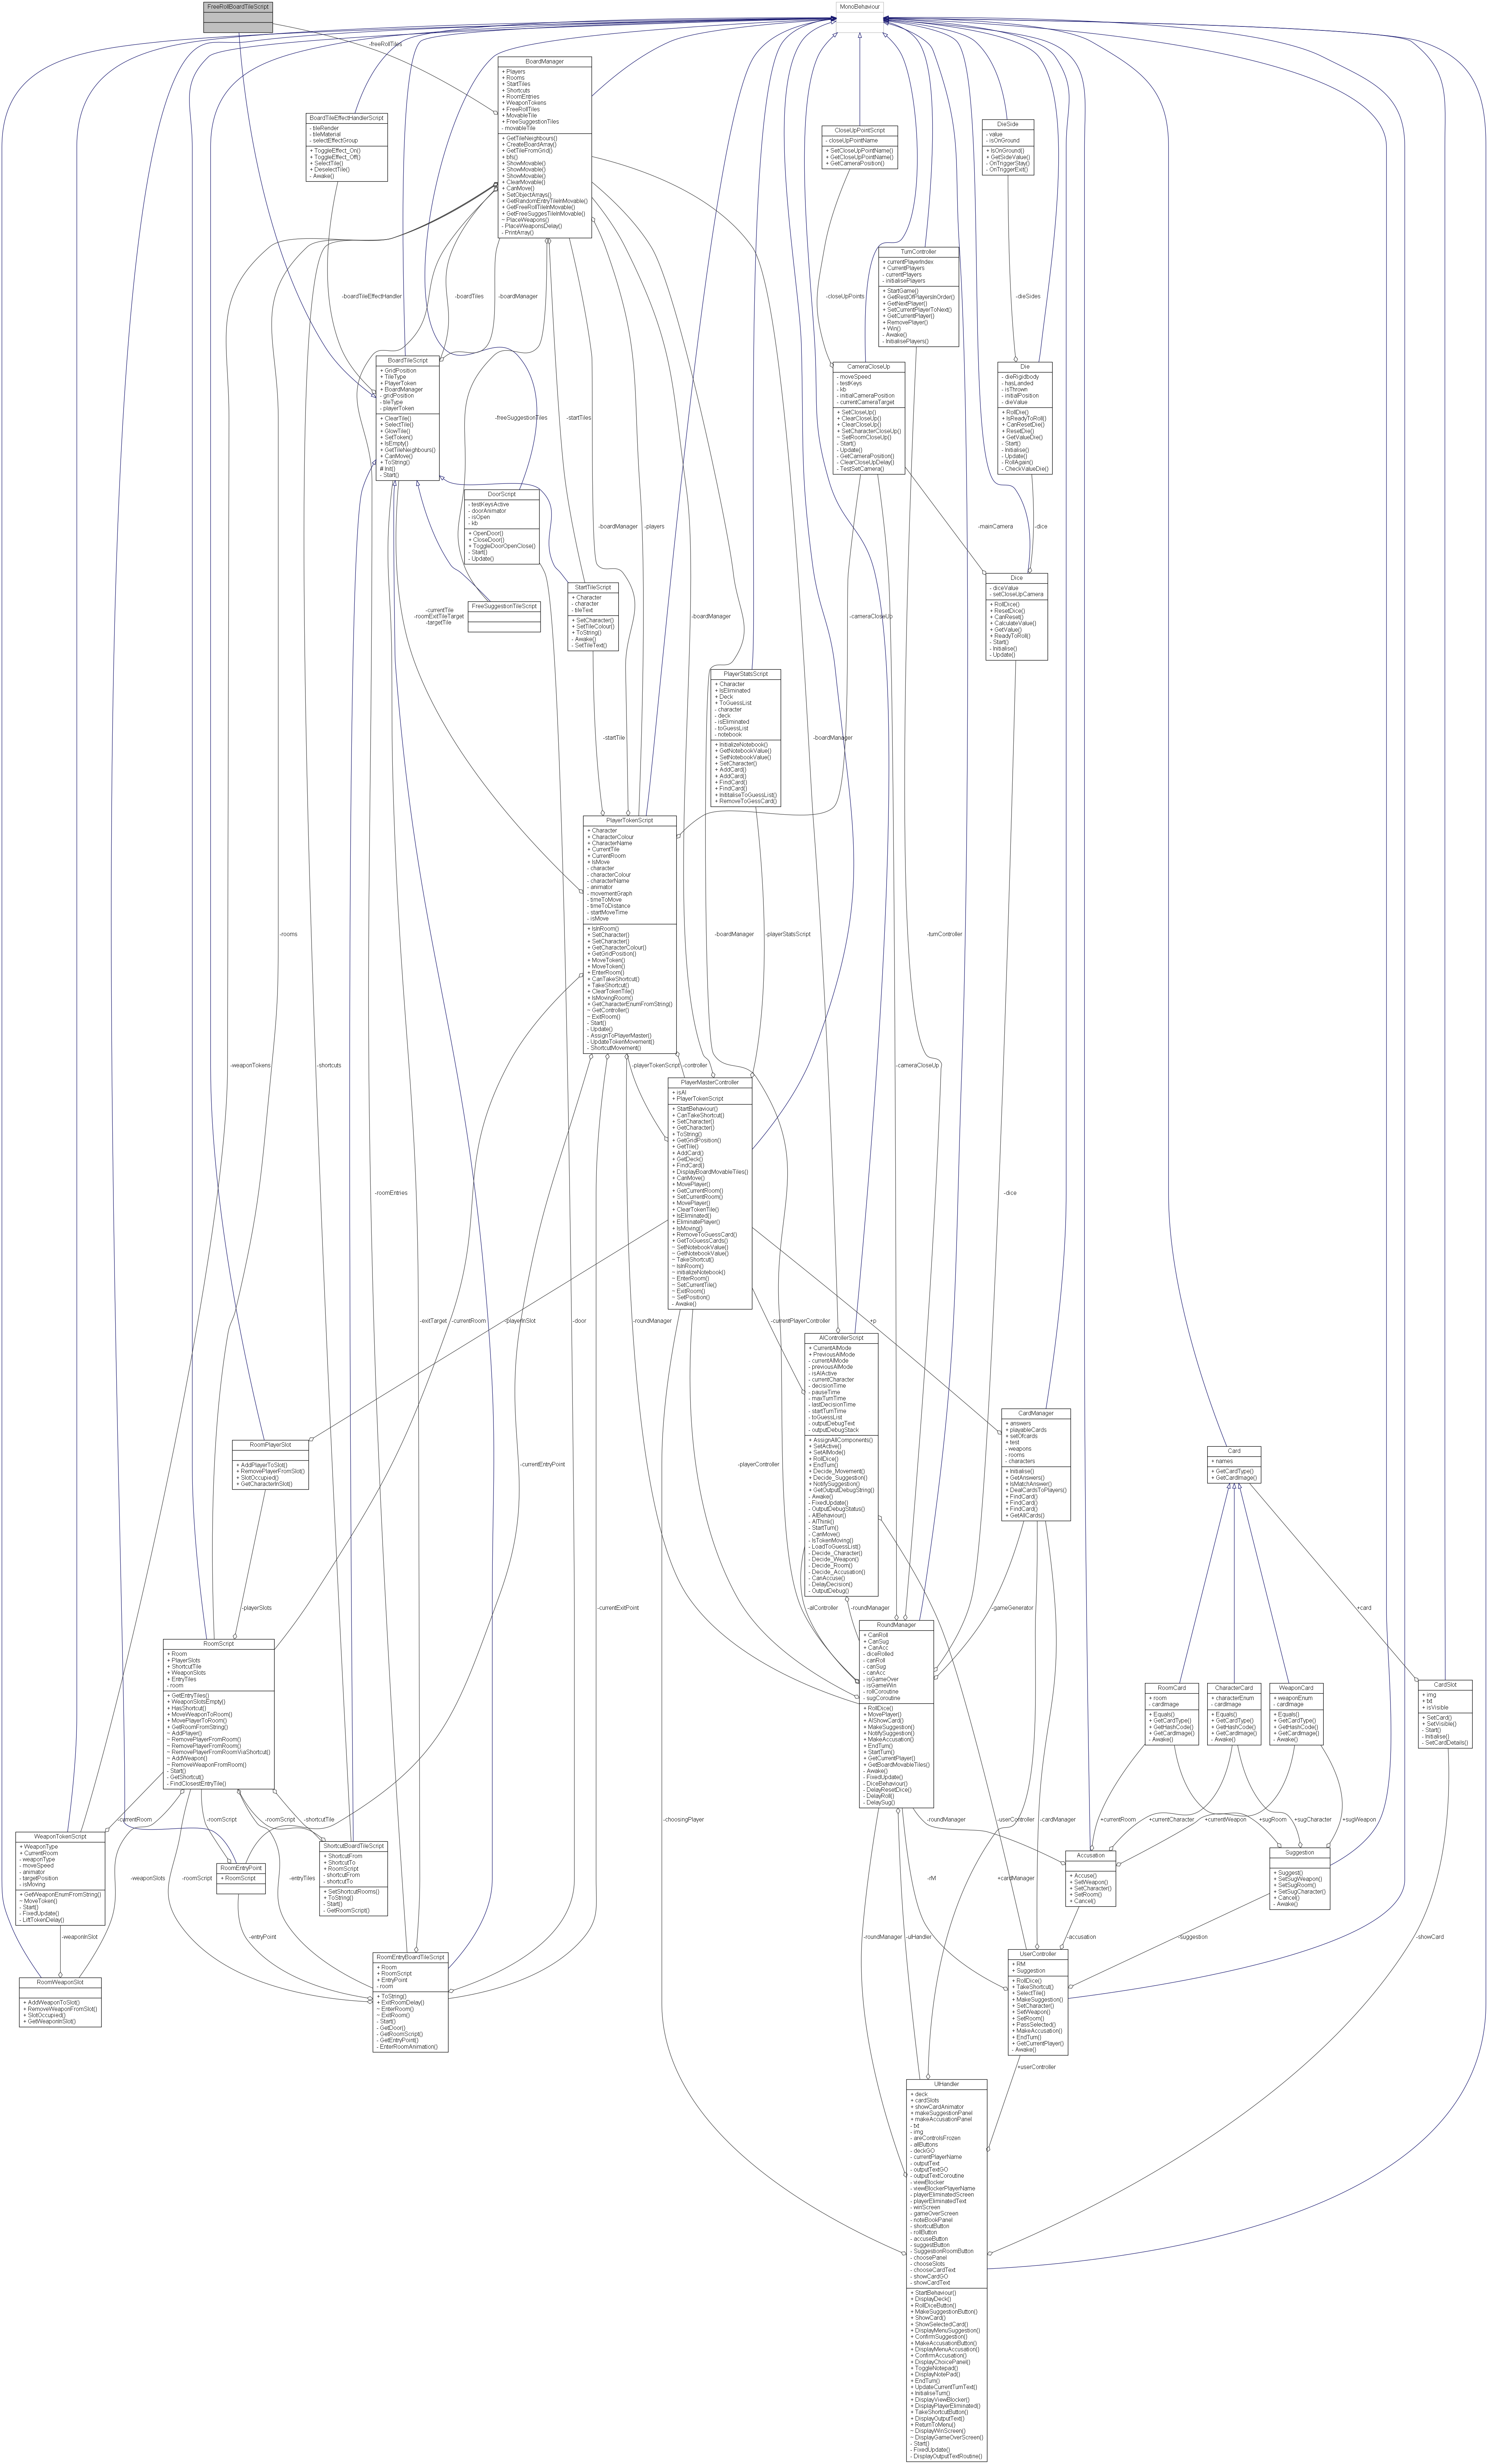 FreeRollBoardTileScript
MonoBehaviour
-freeRollTiles
BoardManager
+ Players
+ Rooms
+ StartTiles
+ Shortcuts
+ RoomEntries
+ WeaponTokens
+ FreeRollTiles
+ MovableTile
+ FreeSuggestionTiles
- movableTile
+ GetTileNeighbours()
+ CreateBoardArray()
+ GetTileFromGrid()
+ bfs()
+ ShowMovable()
+ ShowMovable()
+ ShowMovable()
+ ClearMovable()
+ CanMove()
+ SetObjectArrays()
+ GetRandomEntryTileInMovable()
+ GetFreeRollTileInMovable()
+ GetFreeSuggesTileInMovable()
~ PlaceWeapons()
- PlaceWeaponsDelay()
- PrintArray()
BoardTileEffectHandlerScript
- tileRender
- tileMaterial
- selectEffectGroup
+ ToggleEffect_On()
+ ToggleEffect_Off()
+ SelectTile()
+ DeselectTile()
- Awake()
CloseUpPointScript
- closeUpPointName
+ SetCloseUpPointName()
+ GetCloseUpPointName()
+ GetCameraPosition()
DieSide
- value
- isOnGround
+ IsOnGround()
+ GetSideValue()
- OnTriggerStay()
- OnTriggerExit()
TurnController
+ currentPlayerIndex
+ CurrentPlayers
- currentPlayers
- initialisePlayers
+ StartGame()
+ GetRestOfPlayersInOrder()
+ GetNextPlayer()
+ SetCurrentPlayerToNext()
+ GetCurrentPlayer()
+ RemovePlayer()
+ Win()
- Awake()
- InitialisePlayers()
-boardTileEffectHandler
-boardTiles
-boardManager
-closeUpPoints
-dieSides
BoardTileScript
+ GridPosition
+ TileType
+ PlayerToken
+ BoardManager
- gridPosition
- tileType
- playerToken
+ ClearTile()
+ SelectTile()
+ GlowTile()
+ SetToken()
+ IsEmpty()
+ GetTileNeighbours()
+ CanMove()
+ ToString()
# Init()
- Start()
CameraCloseUp
- moveSpeed
- testKeys
- kb
- initialCameraPosition
- currentCameraTarget
+ SetCloseUp()
+ ClearCloseUp()
+ ClearCloseUp()
+ SetCharacterCloseUp()
~ SetRoomCloseUp()
- Start()
- Update()
- GetCameraPosition()
- ClearCloseUpDelay()
- TestSetCamera()
Die
- dieRigidbody
- hasLanded
- isThrown
- initialPosition
- dieValue
+ RollDie()
+ IsReadyToRoll()
+ CanResetDie()
+ ResetDie()
+ GetValueDie()
- Start()
- Initialise()
- Update()
- RollAgain()
- CheckValueDie()
-freeSuggestionTiles
-startTiles
DoorScript
- testKeysActive
- doorAnimator
- isOpen
- kb
+ OpenDoor()
+ CloseDoor()
+ ToggleDoorOpenClose()
- Start()
- Update()
-boardManager
-players
-mainCamera
-dice
StartTileScript
+ Character
- character
- tileText
+ SetCharacter()
+ SetTileColour()
+ ToString()
- Awake()
- SetTileText()
FreeSuggestionTileScript
Dice
- diceValue
- setCloseUpCamera
+ RollDice()
+ ResetDice()
+ CanReset()
+ CalculateValue()
+ GetValue()
+ ReadyToRoll()
- Start()
- Initialise()
- Update()
-currentTile
-roomExitTileTarget
-targetTile
-boardManager
-cameraCloseUp
PlayerStatsScript
+ Character
+ IsEliminated
+ Deck
+ ToGuessList
- character
- deck
- isEliminated
- toGuessList
- notebook
+ InitializeNotebook()
+ GetNotebookValue()
+ SetNotebookValue()
+ SetCharacter()
+ AddCard()
+ AddCard()
+ FindCard()
+ FindCard()
+ InititaliseToGuessList()
+ RemoveToGessCard()
-startTile
-boardManager
PlayerTokenScript
+ Character
+ CharacterColour
+ CharacterName
+ CurrentTile
+ CurrentRoom
+ IsMove
- character
- characterColour
- characterName
- animator
- movementGraph
- timeToMove
- timeToDistance
- startMoveTime
- isMove
+ IsInRoom()
+ SetCharacter()
+ SetCharacter()
+ GetCharacterColour()
+ GetGridPosition()
+ MoveToken()
+ MoveToken()
+ EnterRoom()
+ CanTakeShortcut()
+ TakeShortcut()
+ ClearTokenTile()
+ IsMovingRoom()
+ GetCharacterEnumFromString()
~ GetController()
~ ExitRoom()
- Start()
- Update()
- AssignToPlayerMaster()
- UpdateTokenMovement()
- ShortcutMovement()
-rooms
-boardManager
-playerStatsScript
-turnController
-weaponTokens
-shortcuts
-playerTokenScript
-controller
-cameraCloseUp
PlayerMasterController
+ isAI
+ PlayerTokenScript
+ StartBehaviour()
+ CanTakeShortcut()
+ SetCharacter()
+ GetCharacter()
+ ToString()
+ GetGridPosition()
+ GetTile()
+ AddCard()
+ GetDeck()
+ FindCard()
+ DisplayBoardMovableTiles()
+ CanMove()
+ MovePlayer()
+ GetCurrentRoom()
+ SetCurrentRoom()
+ MovePlayer()
+ ClearTokenTile()
+ IsEliminated()
+ EliminatePlayer()
+ IsMoving()
+ RemoveToGuessCard()
+ GetToGuessCards()
~ SetNotebookValue()
~ GetNotebookValue()
~ TakeShortcut()
~ IsInRoom()
~ initializeNotebook()
~ EnterRoom()
~ SetCurrentTile()
~ ExitRoom()
~ SetPosition()
- Awake()
-roomEntries
-dice
-exitTarget
-currentRoom
-playerInSlot
-door
-roundManager
-currentPlayerController
+p
AIControllerScript
+ CurrentAIMode
+ PreviousAIMode
- currentAIMode
- previousAIMode
- isAIActive
- currentCharacter
- decisionTime
- pauseTime
- maxTurnTime
- lastDecisionTime
- startTurnTime
- toGuessList
- outputDebugText
- outputDebugStack
+ AssignAllComponents()
+ SetActive()
+ SetAIMode()
+ RollDice()
+ EndTurn()
+ Decide_Movement()
+ Decide_Suggestion()
+ NotifySuggestion()
+ GetOutputDebugString()
- Awake()
- FixedUpdate()
- OutputDebugStatus()
- AIBehaviour()
- AIThink()
- StartTurn()
- CanMove()
- IsTokenMoving()
- LoadToGuessList()
- Decide_Character()
- Decide_Weapon()
- Decide_Room()
- Decide_Accusation()
- CanAccuse()
- DelayDecision()
- OutputDebug()
CardManager
+ answers
+ playableCards
+ setOfcards
+ test
- weapons
- rooms
- characters
+ Initialise()
+ GetAnswers()
+ IsMatchAnswer()
+ DealCardsToPlayers()
+ FindCard()
+ FindCard()
+ FindCard()
+ GetAllCards()
RoomPlayerSlot
+ AddPlayerToSlot()
+ RemovePlayerFromSlot()
+ SlotOccupied()
+ GetCharacterInSlot()
Card
+ names
+ GetCardType()
+ GetCardImage()
-currentEntryPoint
-playerController
-playerSlots
-currentExitPoint
-aiController
-roundManager
-gameGenerator
+card
RoomScript
+ Room
+ PlayerSlots
+ ShortcutTile
+ WeaponSlots
+ EntryTiles
- room
+ GetEntryTiles()
+ WeaponSlotsEmpty()
+ HasShortcut()
+ MoveWeaponToRoom()
+ MovePlayerToRoom()
+ GetRoomFromString()
~ AddPlayer()
~ RemovePlayerFromRoom()
~ RemovePlayerFromRoom()
~ RemovePlayerFromRoomViaShortcut()
~ AddWeapon()
~ RemoveWeaponFromRoom()
- Start()
- GetShortcut()
- FindClosestEntryTile()
RoundManager
+ CanRoll
+ CanSug
+ CanAcc
- diceRolled
- canRoll
- canSug
- canAcc
- isGameOver
- isGameWin
- rollCoroutine
- sugCoroutine
+ RollDice()
+ MovePlayer()
+ AIShowCard()
+ MakeSuggestion()
+ NotifySuggestion()
+ MakeAccusation()
+ EndTurn()
+ StartTurn()
+ GetCurrentPlayer()
+ GetBoardMovableTiles()
- Awake()
- FixedUpdate()
- DiceBehaviour()
- DelayResetDice()
- DelayRoll()
- DelaySug()
RoomCard
+ room
- cardImage
+ Equals()
+ GetCardType()
+ GetHashCode()
+ GetCardImage()
- Awake()
CharacterCard
+ characterEnum
- cardImage
+ Equals()
+ GetCardType()
+ GetHashCode()
+ GetCardImage()
- Awake()
WeaponCard
+ weaponEnum
- cardImage
+ Equals()
+ GetCardType()
+ GetHashCode()
+ GetCardImage()
- Awake()
CardSlot
+ img
+ txt
+ isVisible
+ SetCard()
+ SetVisible()
- Start()
- Initialise()
- SetCardDetails()
-currentRoom
-roomScript
-roomScript
-shortcutTile
-choosingPlayer
-roundManager
-userController
-cardManager
+currentRoom
+currentCharacter
+sugRoom
+currentWeapon
+sugCharacter
+sugWeapon
WeaponTokenScript
+ WeaponType
+ CurrentRoom
- weaponType
- moveSpeed
- animator
- targetPosition
- isMoving
+ GetWeaponEnumFromString()
~ MoveToken()
- Start()
- FixedUpdate()
- LiftTokenDelay()
-weaponSlots
-roomScript
RoomEntryPoint
+ RoomScript
-entryTiles
ShortcutBoardTileScript
+ ShortcutFrom
+ ShortcutTo
+ RoomScript
- shortcutFrom
- shortcutTo
+ SetShortcutRooms()
+ ToString()
- Start()
- GetRoomScript()
-rM
+cardManager
Accusation
+ Accuse()
+ SetWeapon()
+ SetCharacter()
+ SetRoom()
+ Cancel()
Suggestion
+ Suggest()
+ SetSugWeapon()
+ SetSugRoom()
+ SetSugCharacter()
+ Cancel()
- Awake()
-weaponInSlot
-entryPoint
-roundManager
-uiHandler
-accusation
-suggestion
-showCard
RoomWeaponSlot
+ AddWeaponToSlot()
+ RemoveWeaponFromSlot()
+ SlotOccupied()
+ GetWeaponInSlot()
RoomEntryBoardTileScript
+ Room
+ RoomScript
+ EntryPoint
- room
+ ToString()
+ ExitRoomDelay()
~ EnterRoom()
~ ExitRoom()
- Start()
- GetDoor()
- GetRoomScript()
- GetEntryPoint()
- EnterRoomAnimation()
UserController
+ RM
+ Suggestion
+ RollDice()
+ TakeShortcut()
+ SelectTile()
+ MakeSuggestion()
+ SetCharacter()
+ SetWeapon()
+ SetRoom()
+ PassSelected()
+ MakeAccusation()
+ EndTurn()
+ GetCurrentPlayer()
- Awake()
+userController
UIHandler
+ deck
+ cardSlots
+ showCardAnimator
+ makeSuggestionPanel
+ makeAccusationPanel
- txt
- img
- areControlsFrozen
- allButtons
- deckGO
- currentPlayerName
- outputText
- outputTextGO
- outputTextCoroutine
- viewBlocker
- viewBlockerPlayerName
- playerEliminatedScreen
- playerEliminatedText
- winScreen
- gameOverScreen
- noteBookPanel
- shortcutButton
- rollButton
- accuseButton
- suggestButton
- SuggestionRoomButton
- choosePanel
- chooseSlots
- chooseCardText
- showCardGO
- showCardText
+ StartBehaviour()
+ DisplayDeck()
+ RollDiceButton()
+ MakeSuggestionButton()
+ ShowCard()
+ ShowSelectedCard()
+ DisplayMenuSuggestion()
+ ConfirmSuggestion()
+ MakeAccusationButton()
+ DisplayMenuAccusation()
+ ConfirmAccusation()
+ DisplayChoicePanel()
+ ToggleNotepad()
+ DisplayNotePad()
+ EndTurn()
+ UpdateCurrentTurnText()
+ InitialiseTurn()
+ DisplayViewBlocker()
+ DisplayPlayerEliminated()
+ TakeShortcutButton()
+ DisplayOutputText()
+ ReturnToMenu()
~ DisplayWinScreen()
~ DisplayGameOverScreen()
- Start()
- FixedUpdate()
- DisplayOutputTextRoutine()